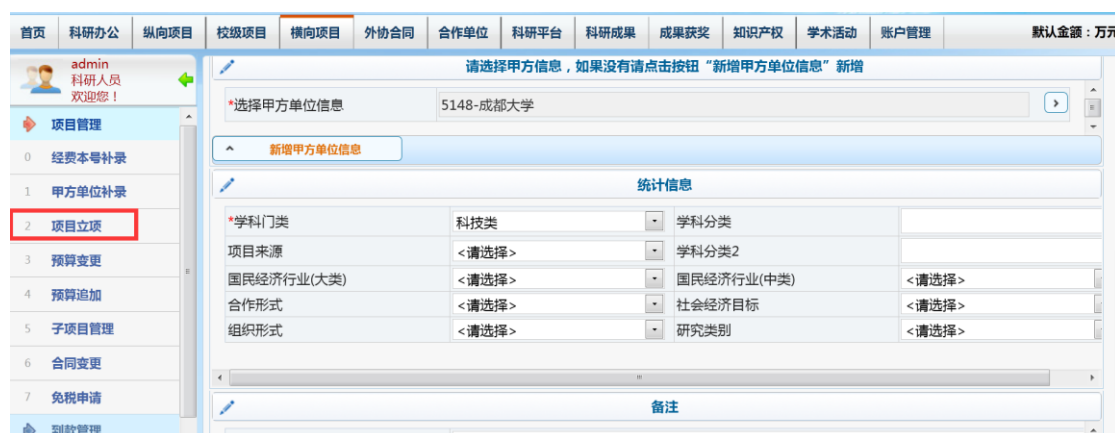 首页 科研办公 纵向项目 校级项目 横向项目 外协合同 合作单位 科研平台 科研成果 成果获奖 知识产权 学术活动 账户管理 默认金额：万元
admin
科研人员
欢迎您！
项目管理
0 经费本号补录
1 甲方单位补录
2 项目立项
3 预算变更
4 预算追加
5 子项目管理
6 合同变更
7 免税申请
到款管理
请选择甲方信息，如果没有请点击按钮“新增甲方单位信息”新增
*选择甲方单位信息 5148-成都大学
新增甲方单位信息
统计信息
*学科门类 科技类 学科分类
项目来源 <请选择> 学科分类2
国民经济行业(大类) <请选择> 国民经济行业(中类) <请选择>
合作形式 <请选择> 社会经济目标 <请选择>
组织形式 <请选择> 研究类别 <请选择>
备注